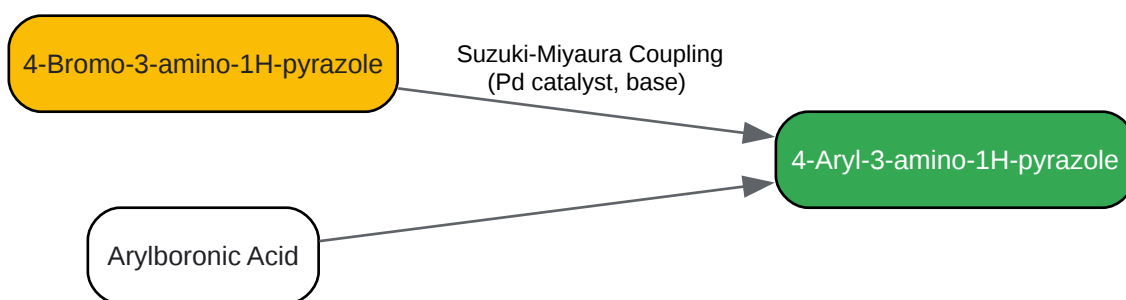 4-Bromo-3-amino-1H-pyrazole
Suzuki-Miyaura Coupling
(Pd catalyst, base)
4-Aryl-3-amino-1H-pyrazole
Arylboronic Acid